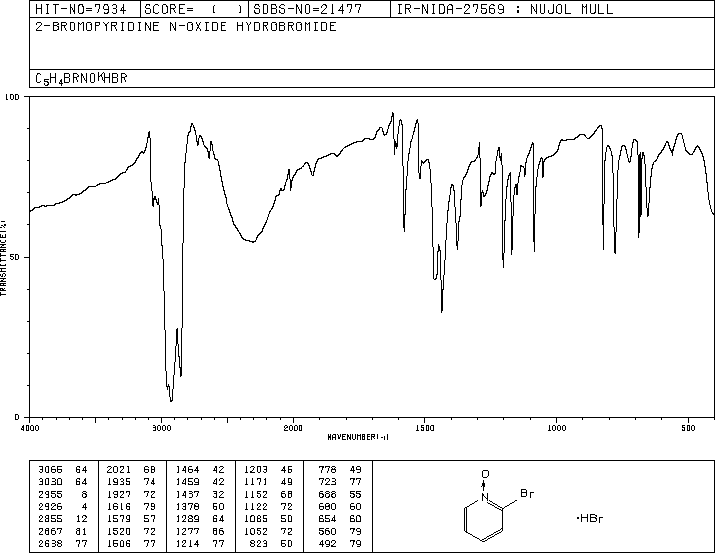 HIT-NO=7934 SCORE= ( ) SDBS-NO=21477 IR-NIDA-27569 : NUJOL MULL
2-BROMOPYRIDINE N-OXIDE HYDROBROMIDE
C5H4BRNO·HBR
100
50
0
TRANSMITTANCE(%)
4000 3000 2000 1500 1000 500
WAVENUMBER(-1)
3065 64 2021 68 1464 42 1203 46 778 49
3030 64 1935 74 1459 42 1171 49 723 77
2955 8 1927 72 1437 32 1152 68 688 55
2926 4 1616 79 1378 60 1122 72 680 60
2855 12 1579 57 1289 64 1085 50 654 60
2667 81 1520 72 1277 86 1052 72 560 79
2638 77 1506 77 1214 77 823 50 492 79
O
N
Br
·HBr